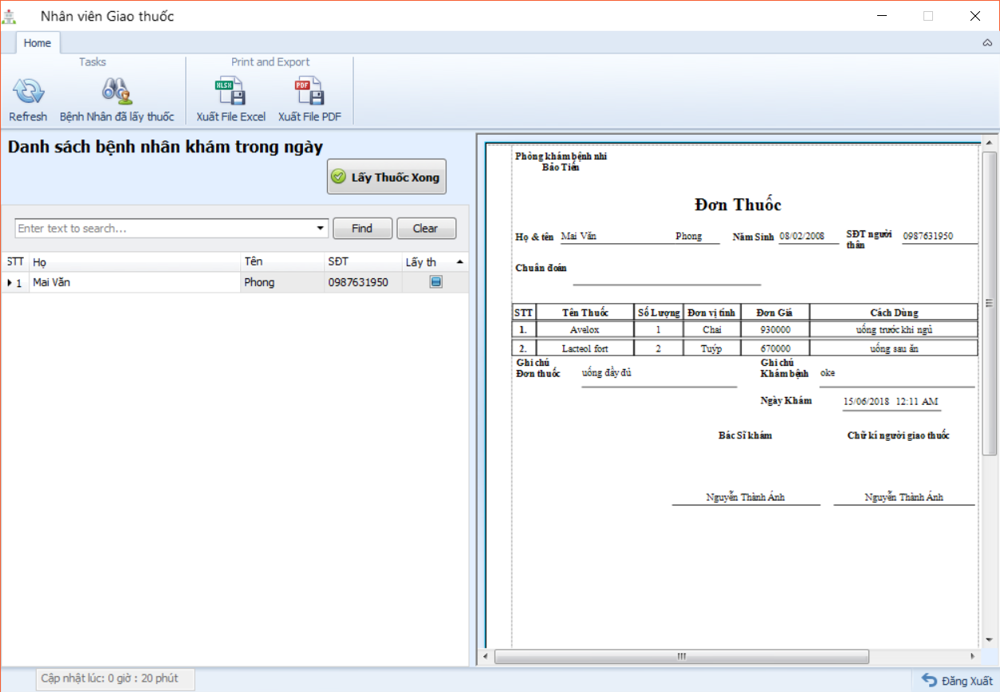 Nhân viên Giao thuốc
Home
Tasks
Print and Export
XLSX
PDF
Refresh
Bệnh Nhân đã lấy thuốc
Xuất File Excel
Xuất File PDF
Danh sách bệnh nhân khám trong ngày
Lấy Thuốc Xong
Enter text to search...
Find
Clear
STT Họ Tên SĐT Lấy th
1 Mai Văn Phong 0987631950
Phòng khám bệnh nhi
Bảo Tiến
Đơn Thuốc
Họ & tên Mai Văn Phong Năm Sinh 08/02/2008 SĐT người 0987631950
thân
Chuân đoán
STT Tên Thuốc Số Lượng Đơn vị tính Đơn Giá Cách Dùng
1. Avelox 1 Chai 930000 uống trước khi ngủ
2. Lacteol fort 2 Tuýp 670000 uống sau ăn
Ghi chú Ghi chú
Đơn thuốc uống đầy đủ Khám bệnh oke
Ngày Khám 15/06/2018 12:11 AM
Bác Sĩ khám Chữ kí người giao thuốc
Nguyễn Thành Ánh Nguyễn Thành Ánh
Cập nhật lúc: 0 giờ : 20 phút
Đăng Xuất